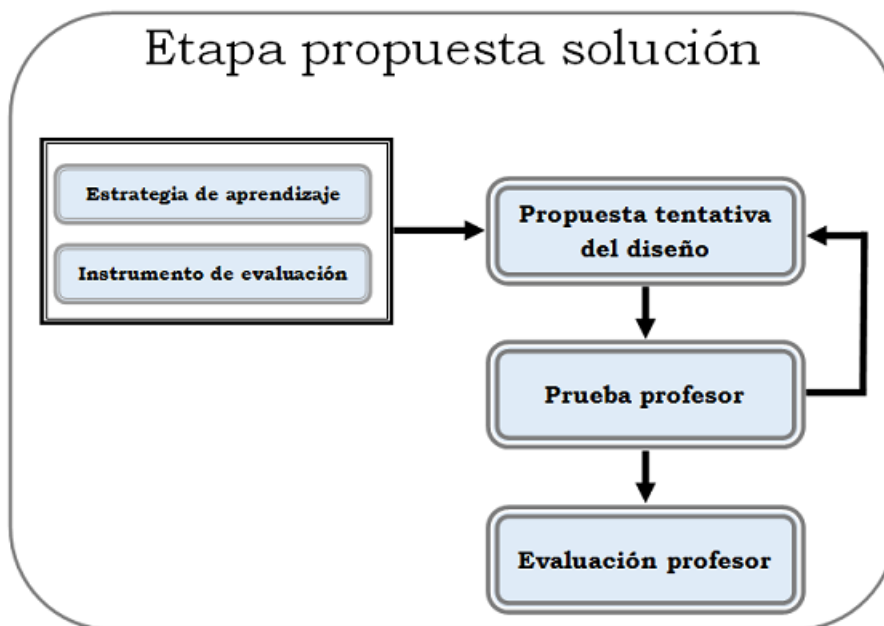 Etapa propuesta solución
Estrategia de aprendizaje
Instrumento de evaluación
Propuesta tentativa
del diseño
Prueba profesor
Evaluación profesor